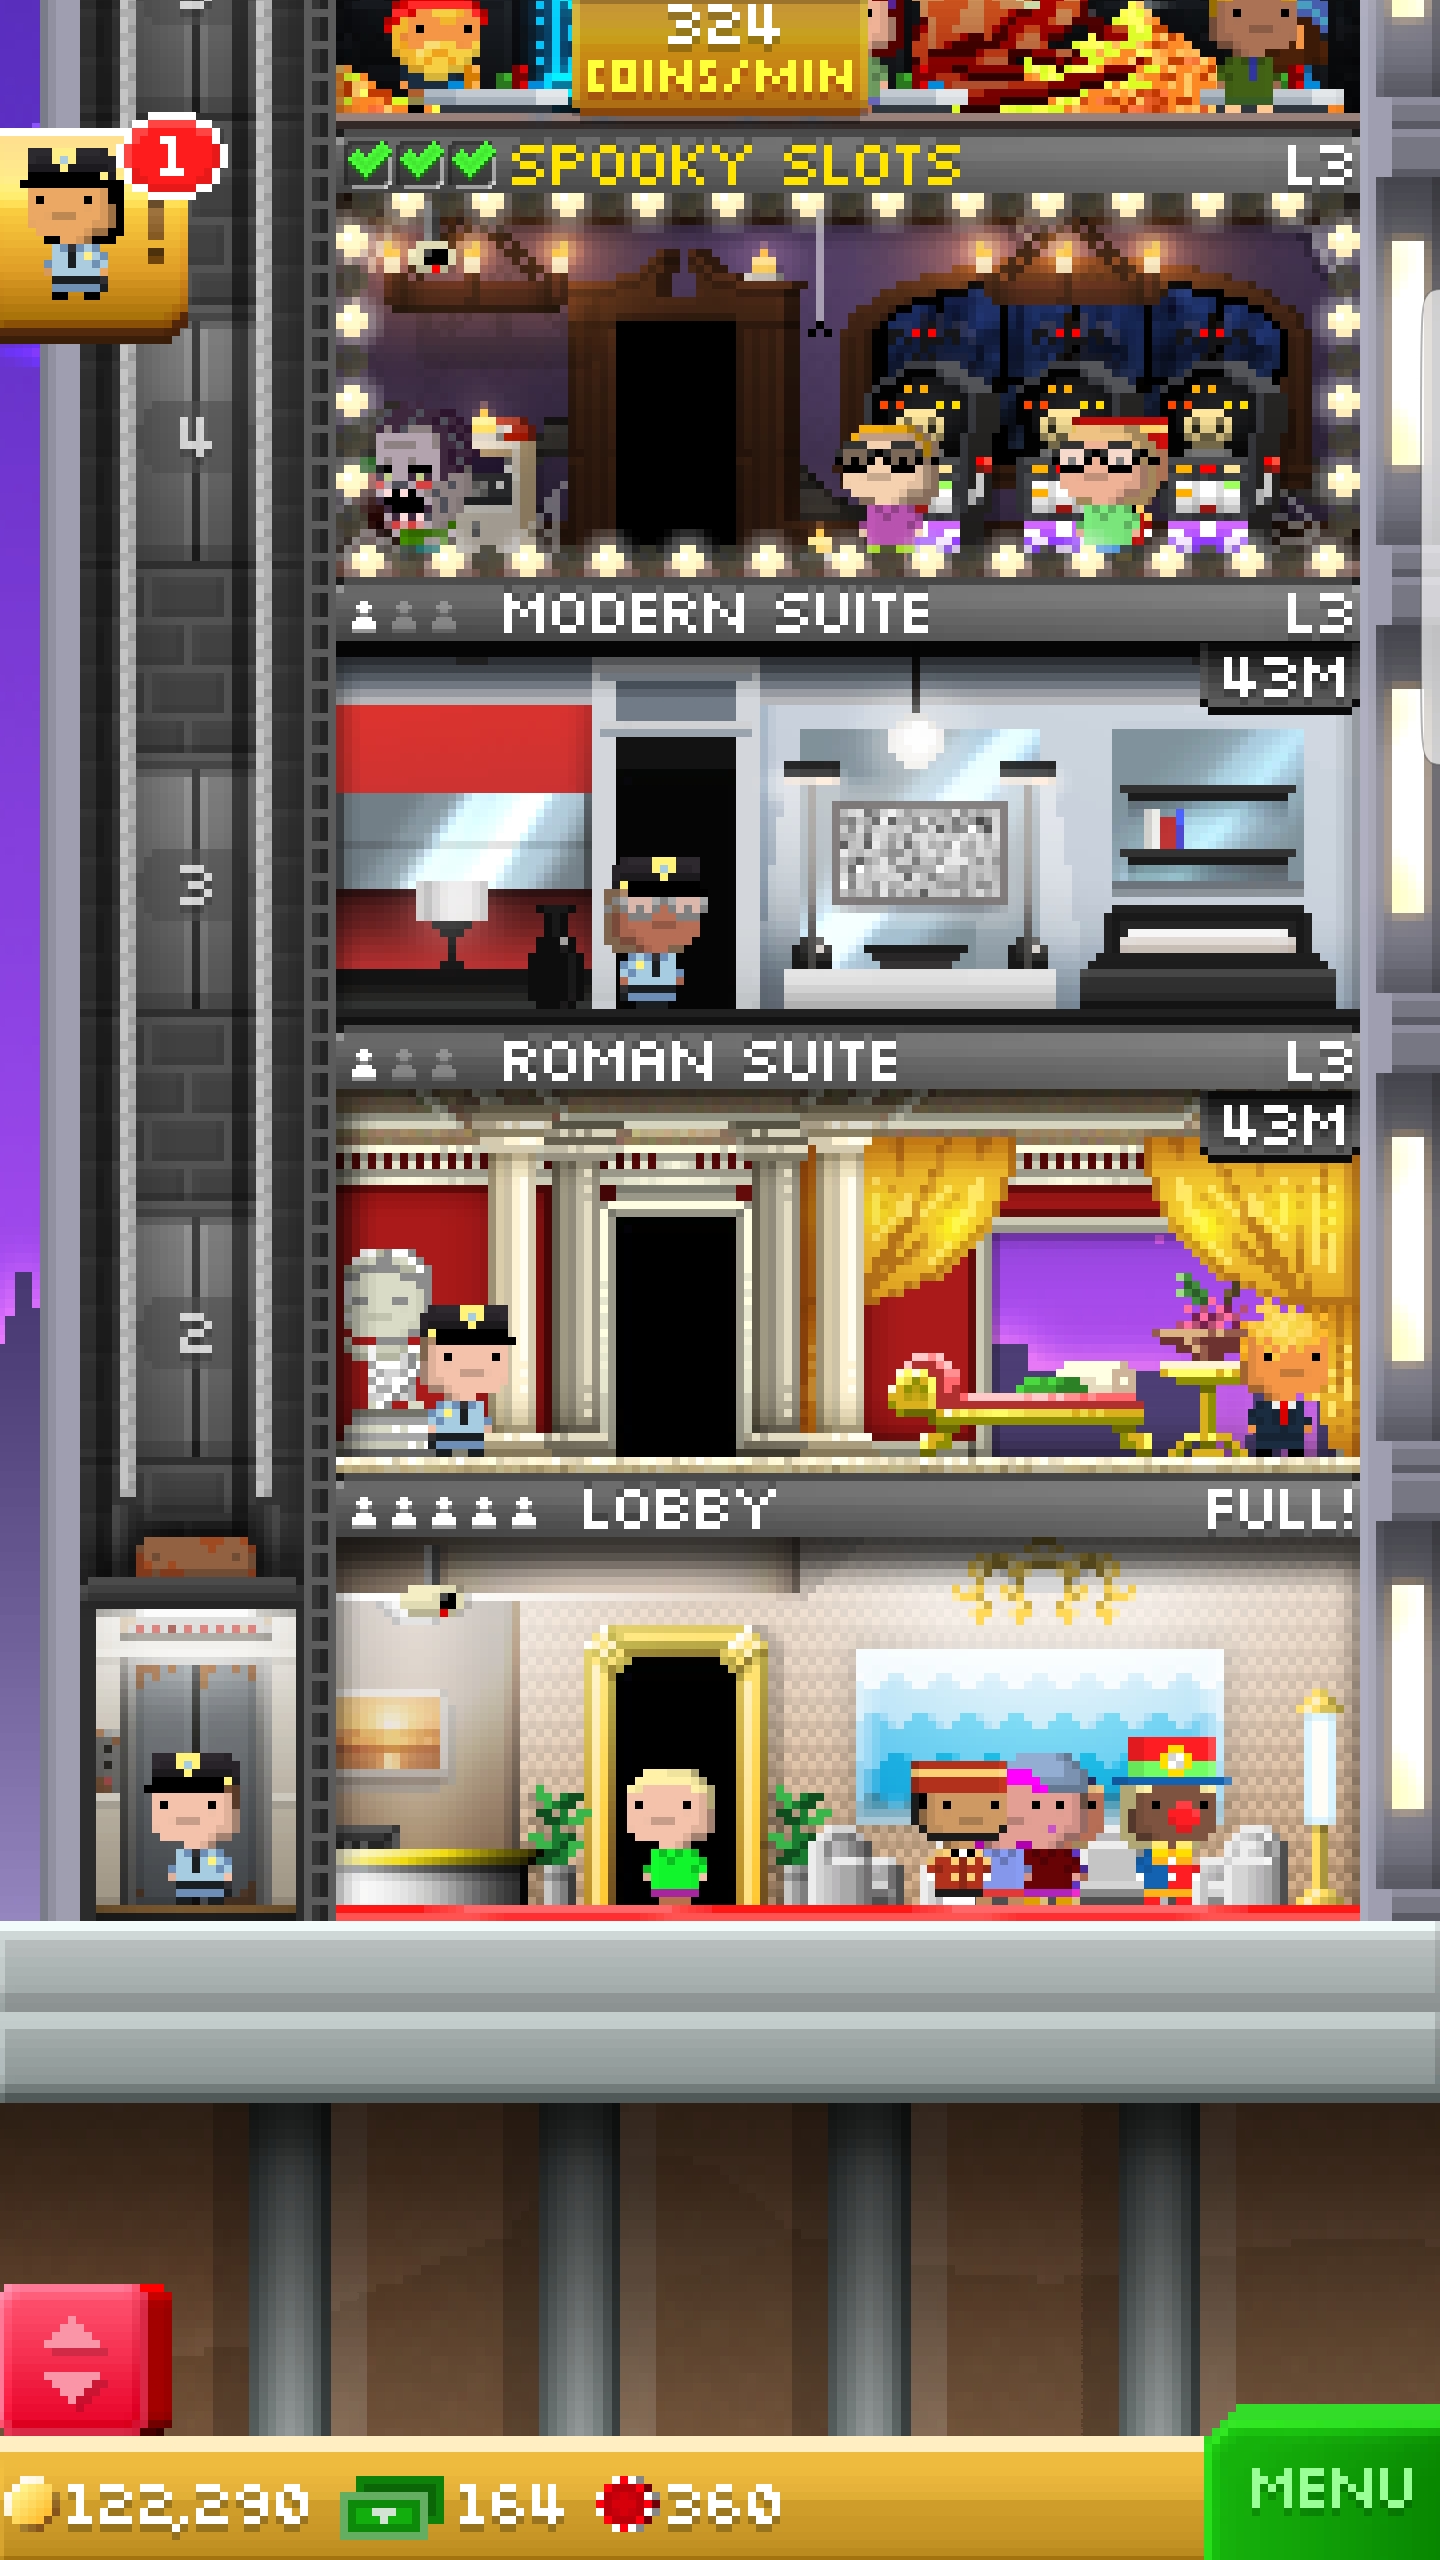 324
COINS/MIN
1
!
SPOOKY SLOTS L3
4
MODERN SUITE L3
43M
3
ROMAN SUITE L3
43M
2
LOBBY FULL!
122,290 164 360
MENU